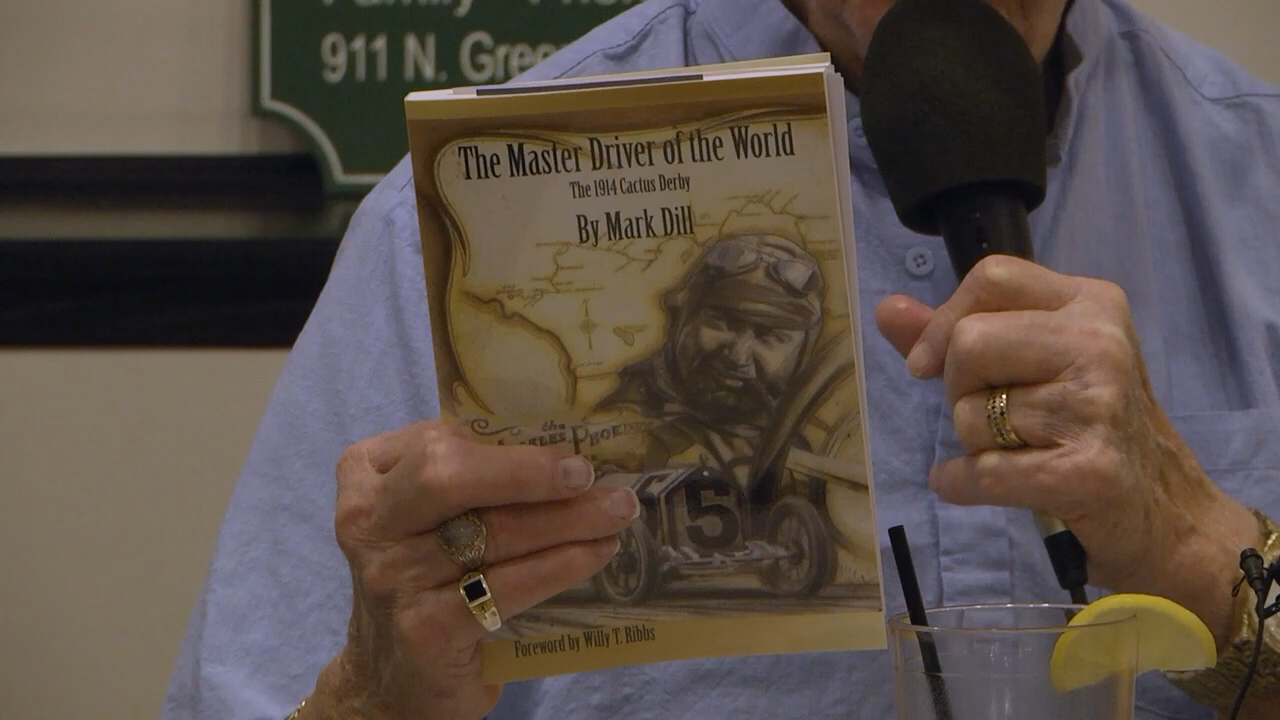 911 N. Gree
The Master Driver of the World
The 1914 Cactus Derby
By Mark Dill
the
5
Foreword by Willy T. Ribbs